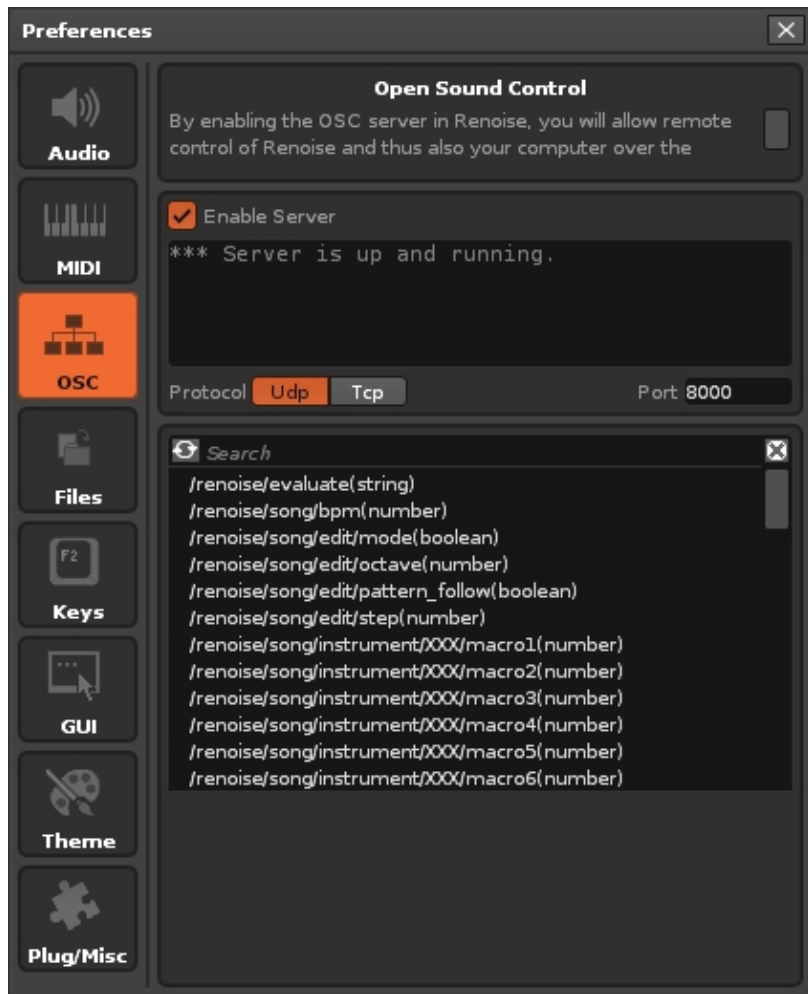 Preferences
Audio
MIDI
OSC
Files
F2
Keys
GUI
Theme
Plug/Misc
Open Sound Control
By enabling the OSC server in Renoise, you will allow remote
control of Renoise and thus also your computer over the
Enable Server
*** Server is up and running.
Protocol Udp Tcp Port 8000
Search
/renoise/evaluate(string)
/renoise/song/bpm(number)
/renoise/song/edit/mode(boolean)
/renoise/song/edit/octave(number)
/renoise/song/edit/pattern_follow(boolean)
/renoise/song/edit/step(number)
/renoise/song/instrument/XXX/macro1(number)
/renoise/song/instrument/XXX/macro2(number)
/renoise/song/instrument/XXX/macro3(number)
/renoise/song/instrument/XXX/macro4(number)
/renoise/song/instrument/XXX/macro5(number)
/renoise/song/instrument/XXX/macro6(number)